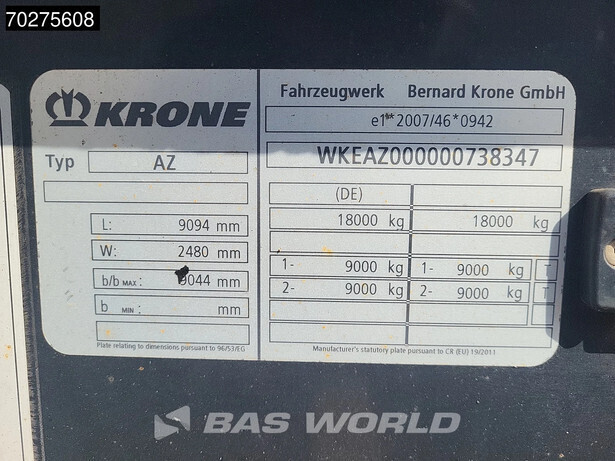 70275608
KRONE
Fahrzeugwerk Bernard Krone GmbH
e1**2007/46*0942
Typ AZ
WKEAZ000000738347
(DE)
L: 9094 mm
18000 kg 18000 kg
W: 2480 mm
b/b MAX: 9044 mm
1- 9000 kg 1- 9000 kg T
b MIN: mm
2- 9000 kg 2- 9000 kg T
Plate relating to dimensions pursuant to 96/53/EG
Manufacturer's statutory plate pursuant to CR (EU) 19/2011
BAS WORLD